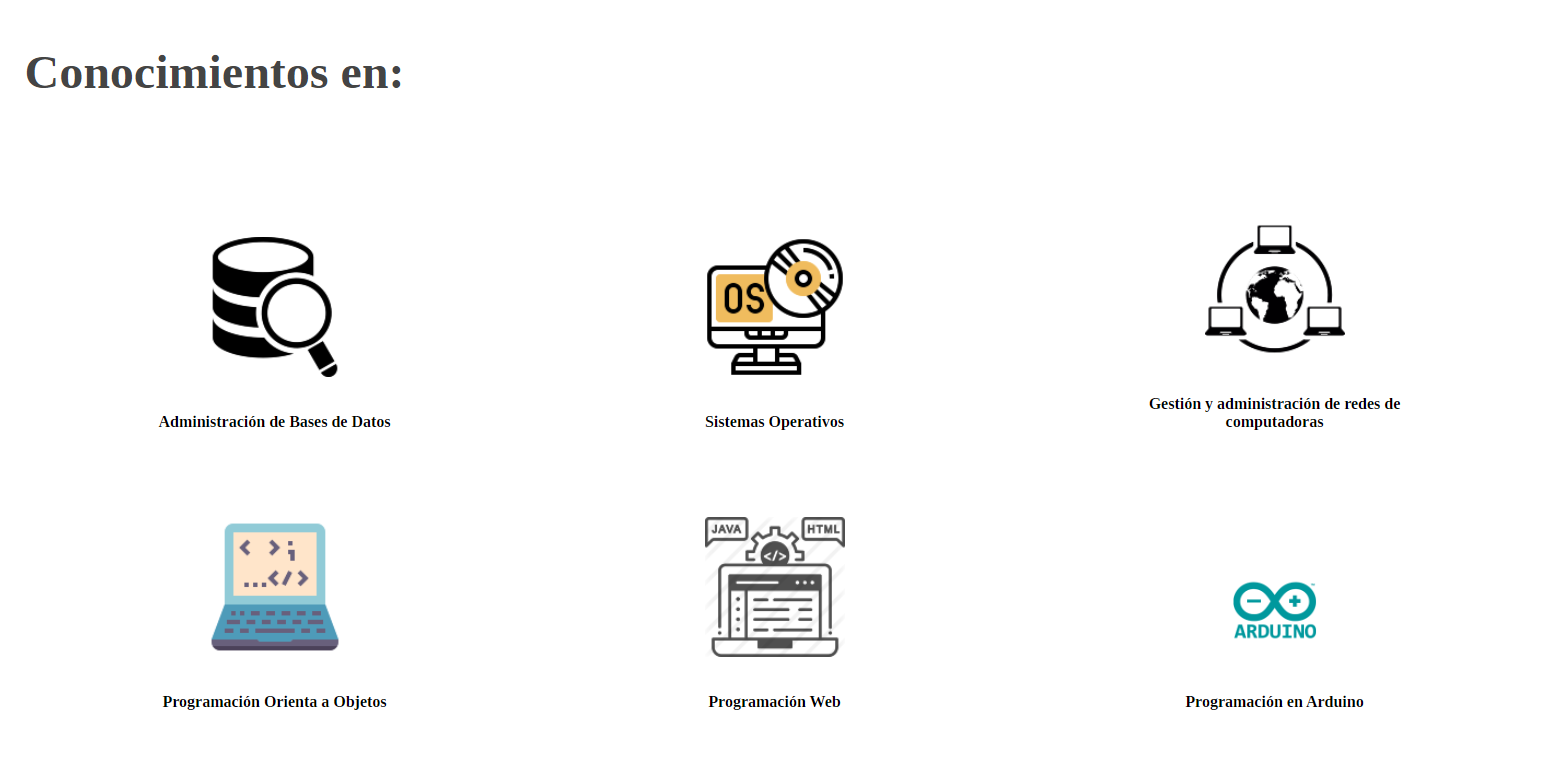 Conocimientos en:
OS
Administración de Bases de Datos
Sistemas Operativos
Gestión y administración de redes de
computadoras
< >;
...</>
JAVA
HTML
</>
ARDUINO
Programación Orienta a Objetos
Programación Web
Programación en Arduino